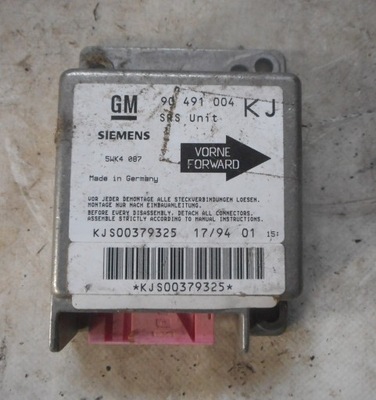 GM 90 491 004 KJ
SIEMENS SRS Unit
5WK4 087
VORNE
FORWARD
Made in Germany
VOR JEDER DEMONTAGE ALLE STECKVERBINDUNGEN LOESEN.
MONTAGE NUR NACH EINBAUANLEITUNG.
BEFORE EVERY DISASSEMBLY, DETACH ALL CONNECTORS.
ASSEMBLE STRICTLY ACCORDING TO MANUAL INSTRUCTIONS.
KJS00379325 17/94 01
*KJS00379325*